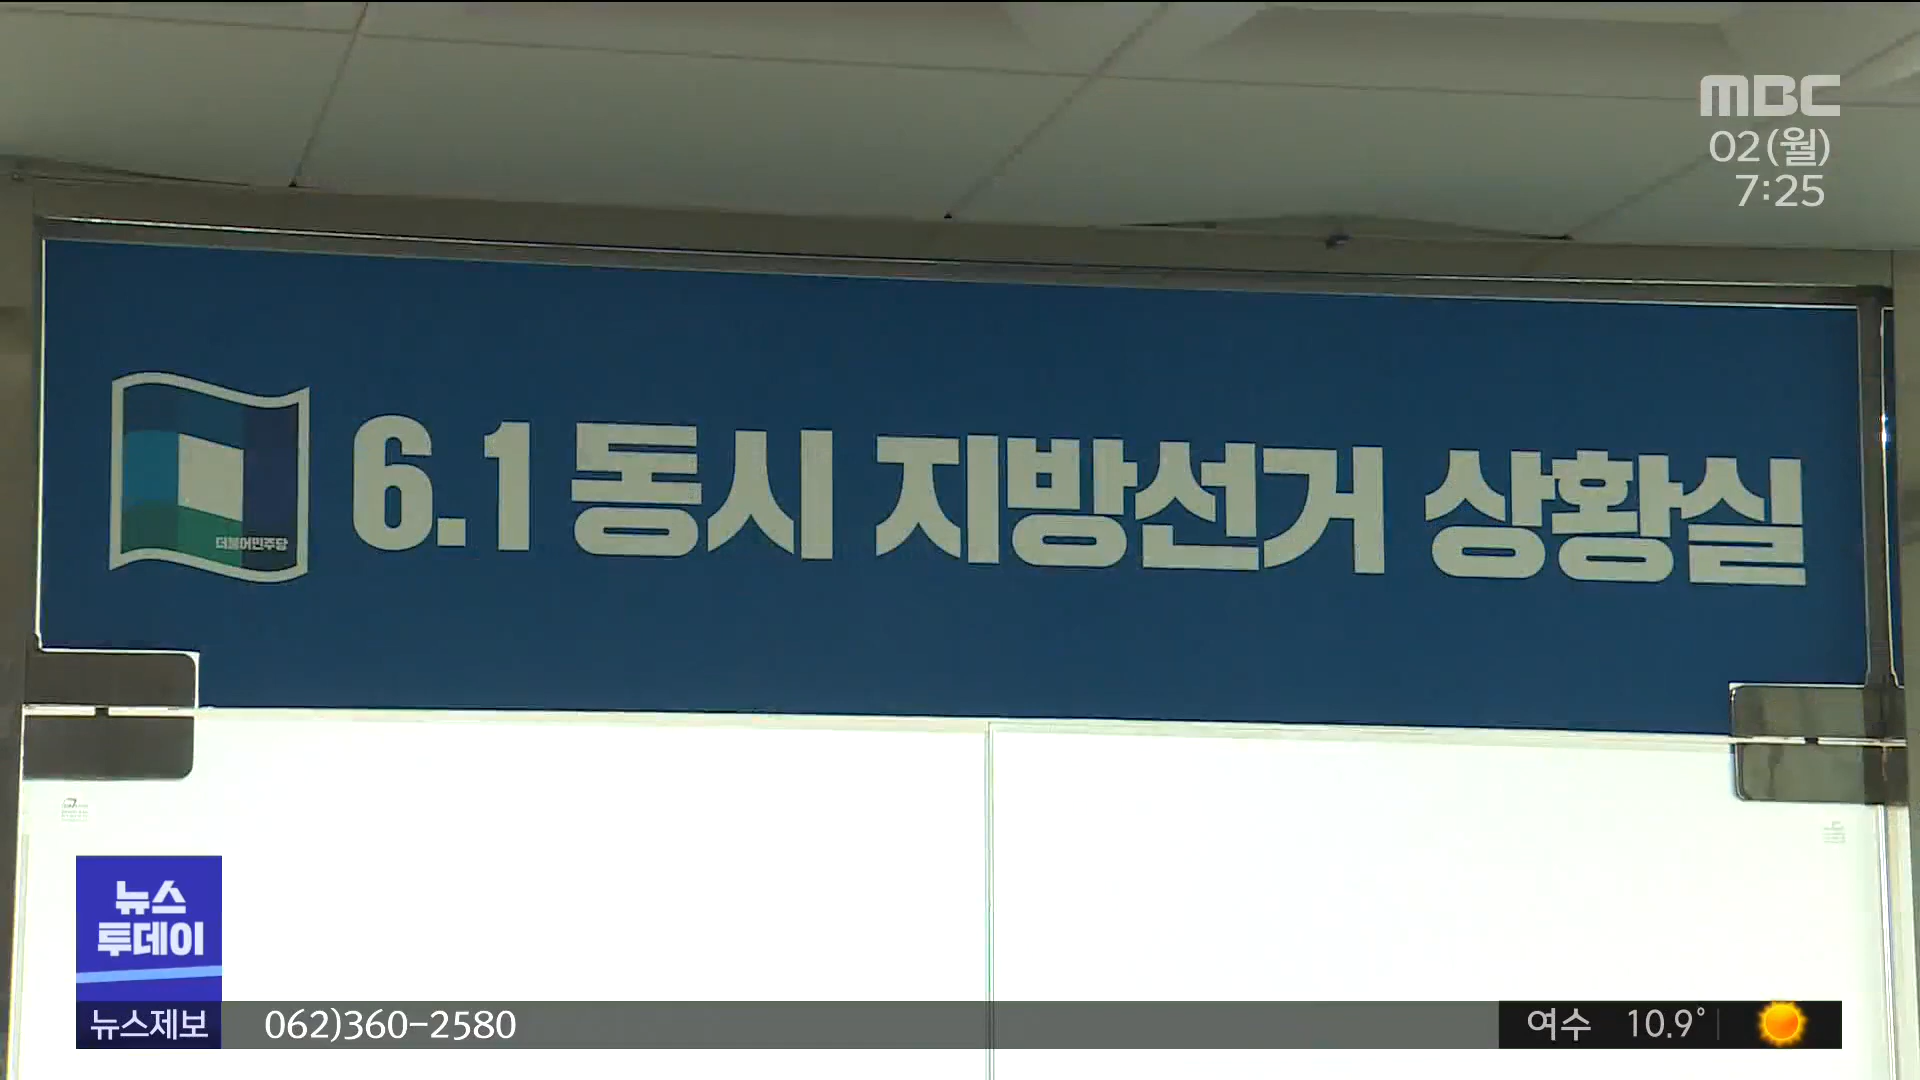 MBC
02(월)
7:25
더불어민주당
6.1 동시 지방선거 상황실
뉴스
투데이
뉴스제보 062)360-2580
여수 10.9°